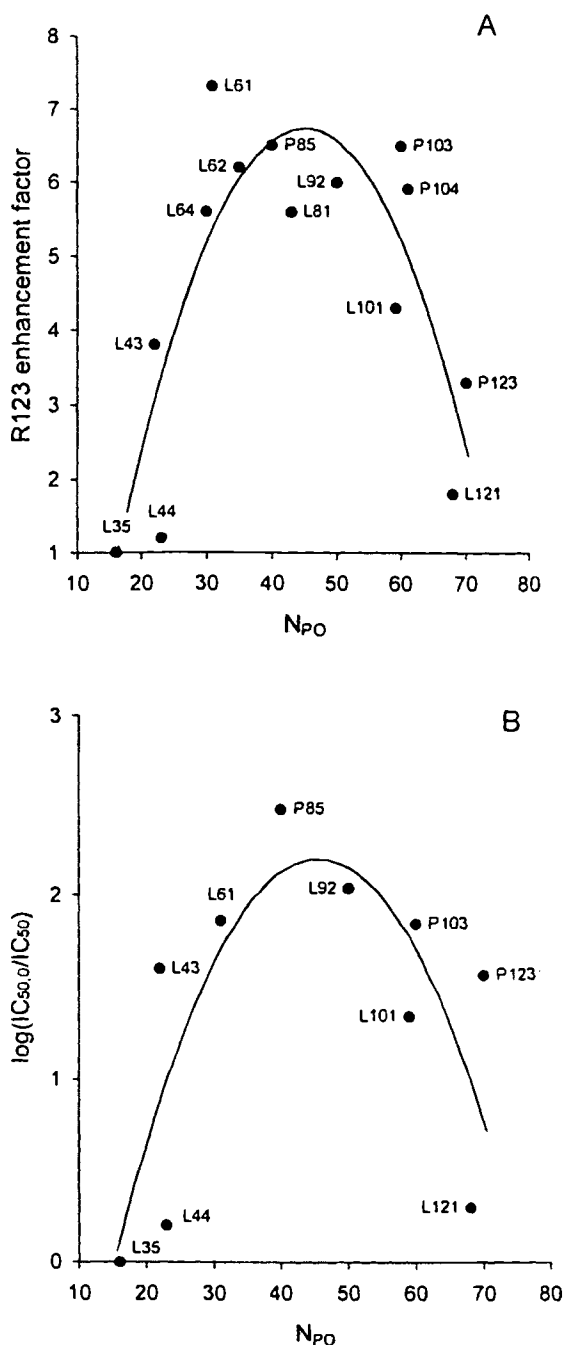 A
8
7
6
5
4
3
2
1
R123 enhancement factor
L61
P85
P103
L62
L92
P104
L64
L81
L101
L43
P123
L121
L35
L44
10 20 30 40 50 60 70 80
NPO
B
3
2
1
0
log(IC50,0/IC50)
P85
L61
L92
P103
L43
P123
L101
L44
L121
L35
10 20 30 40 50 60 70 80
NPO